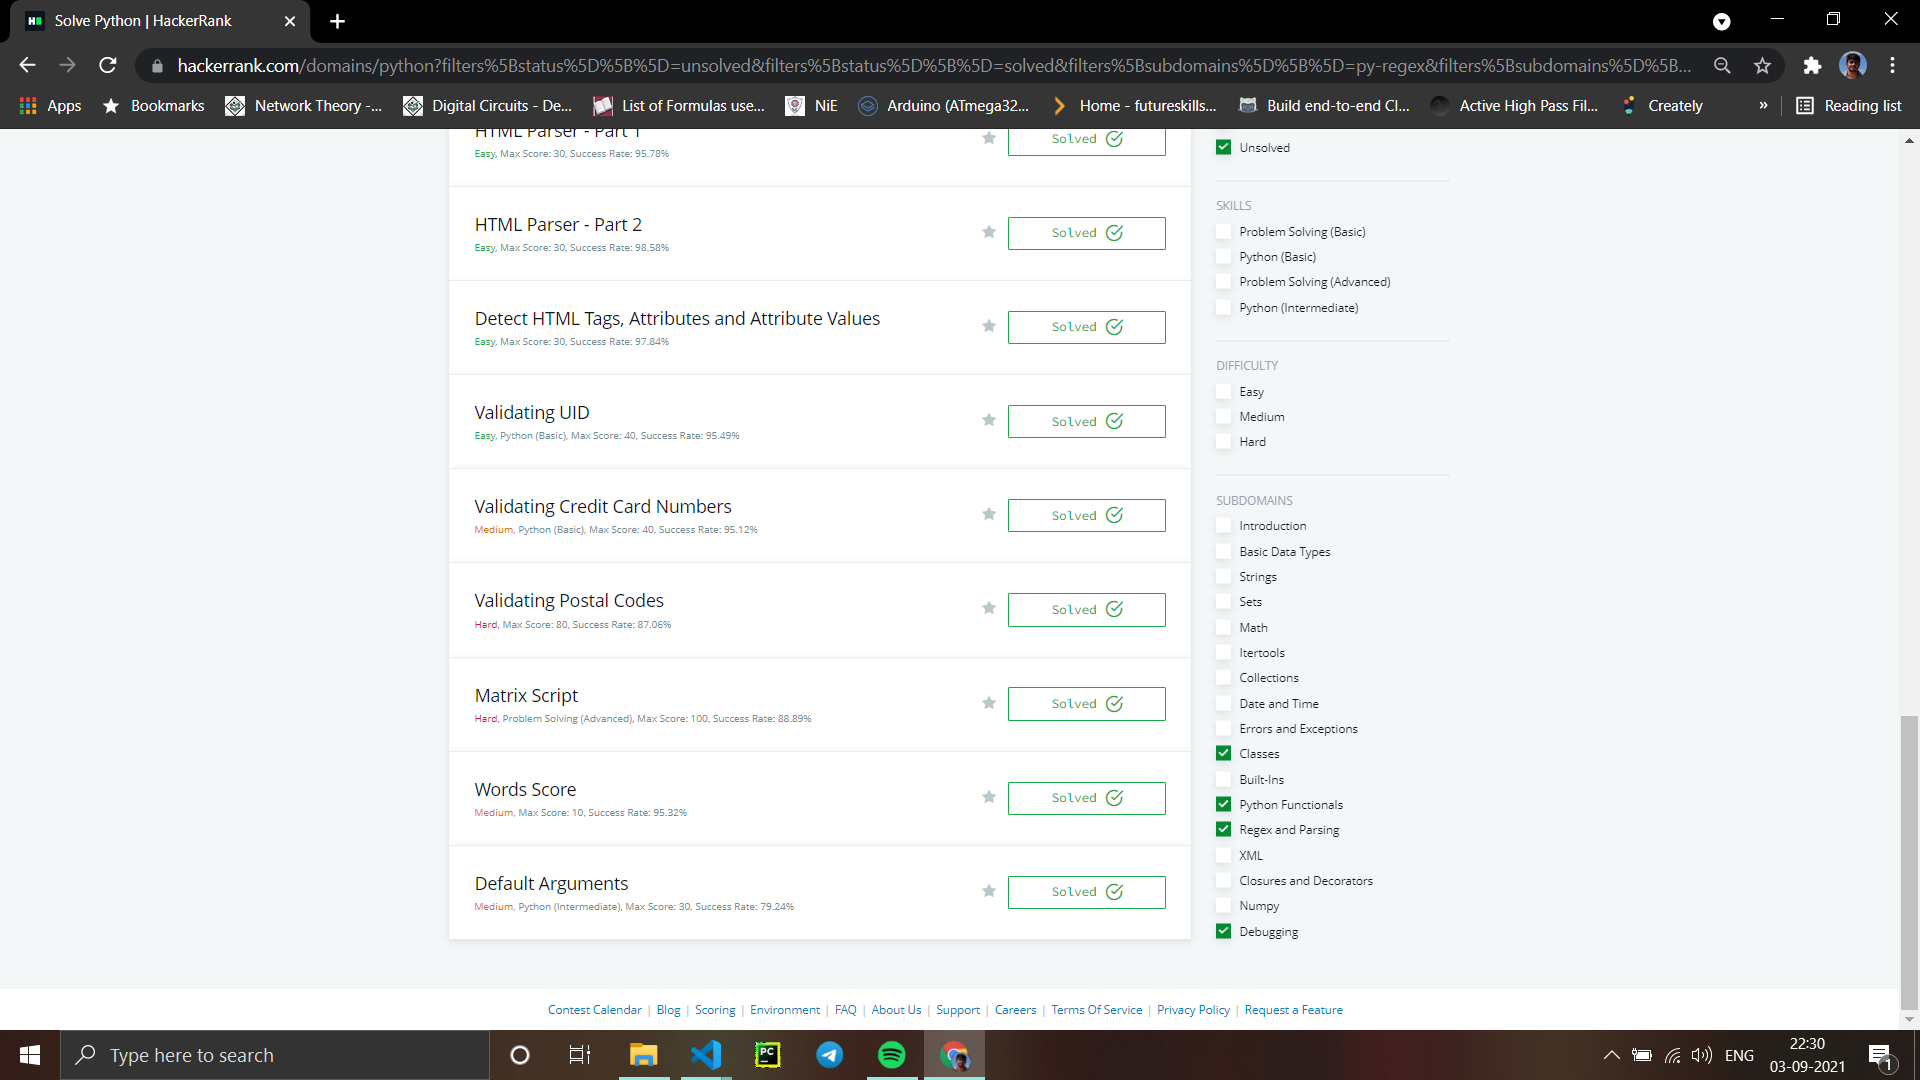 Solve Python | HackerRank
hackerrank.com/domains/python?filters%5Bstatus%5D%5B%5D=unsolved&filters%5Bstatus%5D%5B%5D=solved&filters%5Bsubdomains%5D%5B%5D=py-regex&filters%5Bsubdomains%5D%5B...
Apps
Bookmarks
Network Theory -...
Digital Circuits - De...
List of Formulas use...
NiE
Arduino (ATmega32...
Home - futureskills...
Build end-to-end Cl...
Active High Pass Fil...
Creately
»
Reading list
HTML Parser - Part 1
Easy, Max Score: 30, Success Rate: 95.78%
Solved
HTML Parser - Part 2
Easy, Max Score: 30, Success Rate: 98.58%
Solved
Detect HTML Tags, Attributes and Attribute Values
Easy, Max Score: 30, Success Rate: 97.84%
Solved
Validating UID
Easy, Python (Basic), Max Score: 40, Success Rate: 95.49%
Solved
Validating Credit Card Numbers
Medium, Python (Basic), Max Score: 40, Success Rate: 95.12%
Solved
Validating Postal Codes
Hard, Max Score: 80, Success Rate: 87.06%
Solved
Matrix Script
Hard, Problem Solving (Advanced), Max Score: 100, Success Rate: 88.89%
Solved
Words Score
Medium, Max Score: 10, Success Rate: 95.32%
Solved
Default Arguments
Medium, Python (Intermediate), Max Score: 30, Success Rate: 79.24%
Solved
Unsolved
SKILLS
Problem Solving (Basic)
Python (Basic)
Problem Solving (Advanced)
Python (Intermediate)
DIFFICULTY
Easy
Medium
Hard
SUBDOMAINS
Introduction
Basic Data Types
Strings
Sets
Math
Itertools
Collections
Date and Time
Errors and Exceptions
Classes
Built-Ins
Python Functionals
Regex and Parsing
XML
Closures and Decorators
Numpy
Debugging
Contest Calendar | Blog | Scoring | Environment | FAQ | About Us | Support | Careers | Terms Of Service | Privacy Policy | Request a Feature
Type here to search
PC
ENG
22:30
03-09-2021
1